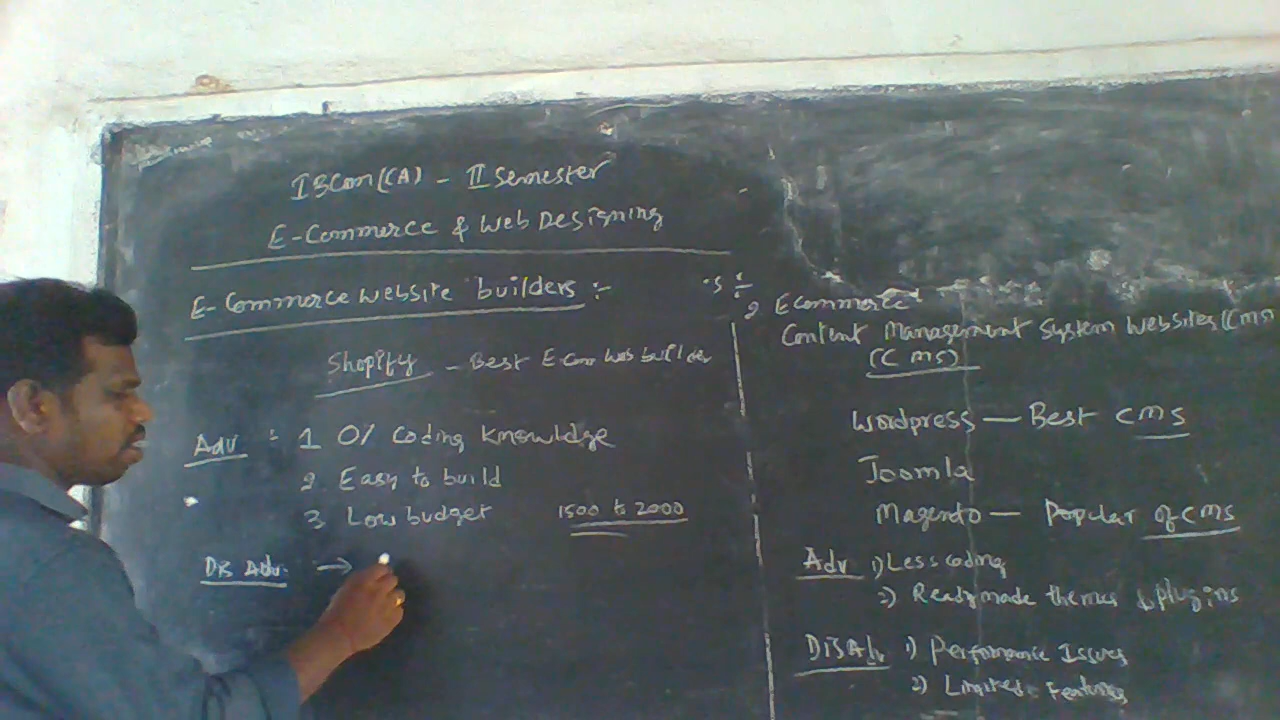 I BCom(CA) - II Semester
E-Commerce & Web Designing
E-Commerce website builders :-
Shopify - Best E-Com Web builder
Adv : 1 0% Coding Knowldge
2. Easy to build
3 Low budget 1500 to 2000
Dis Adv: →
2 Ecommerce
Content Management System Websites (CMS
(CMS)
Wordpress — Best CMS
Joomla
Magento — Popular of CMS
Adv 1) Less coding
2) Readymade themes & plugins
DisAdv 1) Performance Issues
2) Limited Features